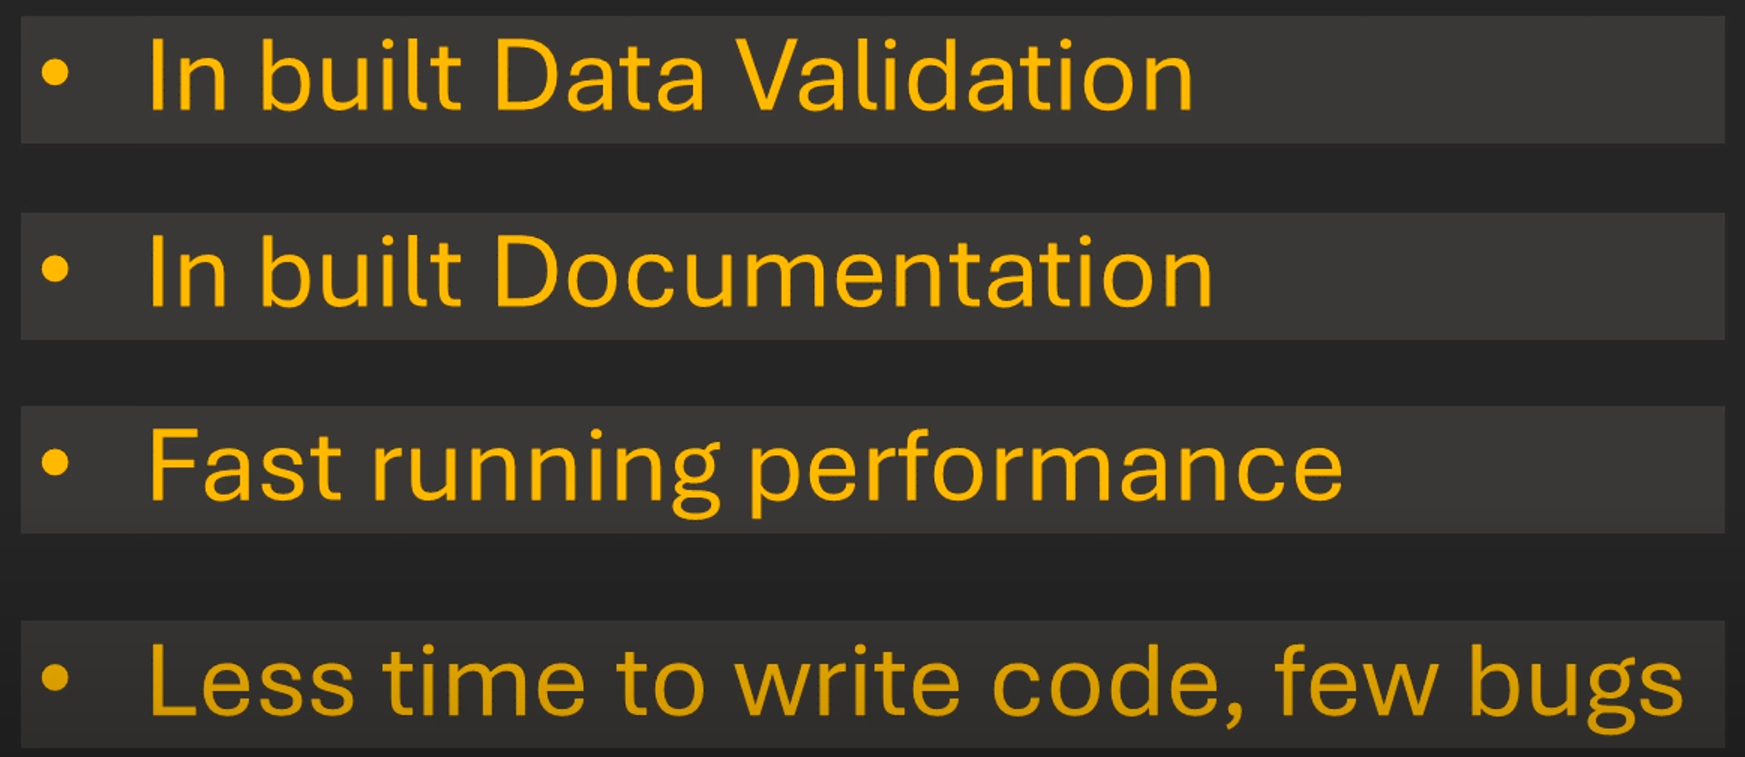 • In built Data Validation
• In built Documentation
• Fast running performance
• Less time to write code, few bugs